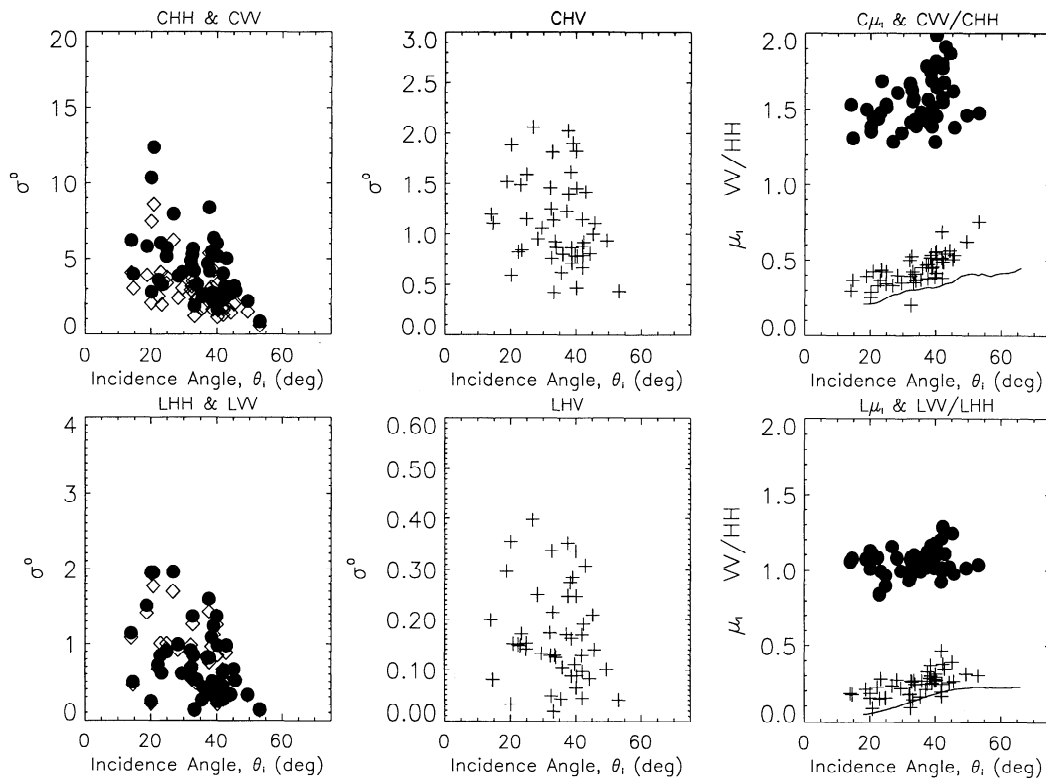 CHH & CVV
20
15
10
5
0
σ°
0 20 40 60
Incidence Angle, θi (deg)
CHV
3.0
2.5
2.0
1.5
1.0
0.5
0.0
σ°
0 20 40 60
Incidence Angle, θi (deg)
Cμ1 & CVV/CHH
2.0
1.5
1.0
0.5
0.0
μ1 VV/HH
0 20 40 60
Incidence Angle, θi (deg)
LHH & LVV
4
3
2
1
0
σ°
0 20 40 60
Incidence Angle, θi (deg)
LHV
0.60
0.50
0.40
0.30
0.20
0.10
0.00
σ°
0 20 40 60
Incidence Angle, θi (deg)
Lμ1 & LVV/LHH
2.0
1.5
1.0
0.5
0.0
μ1 VV/HH
0 20 40 60
Incidence Angle, θi (deg)